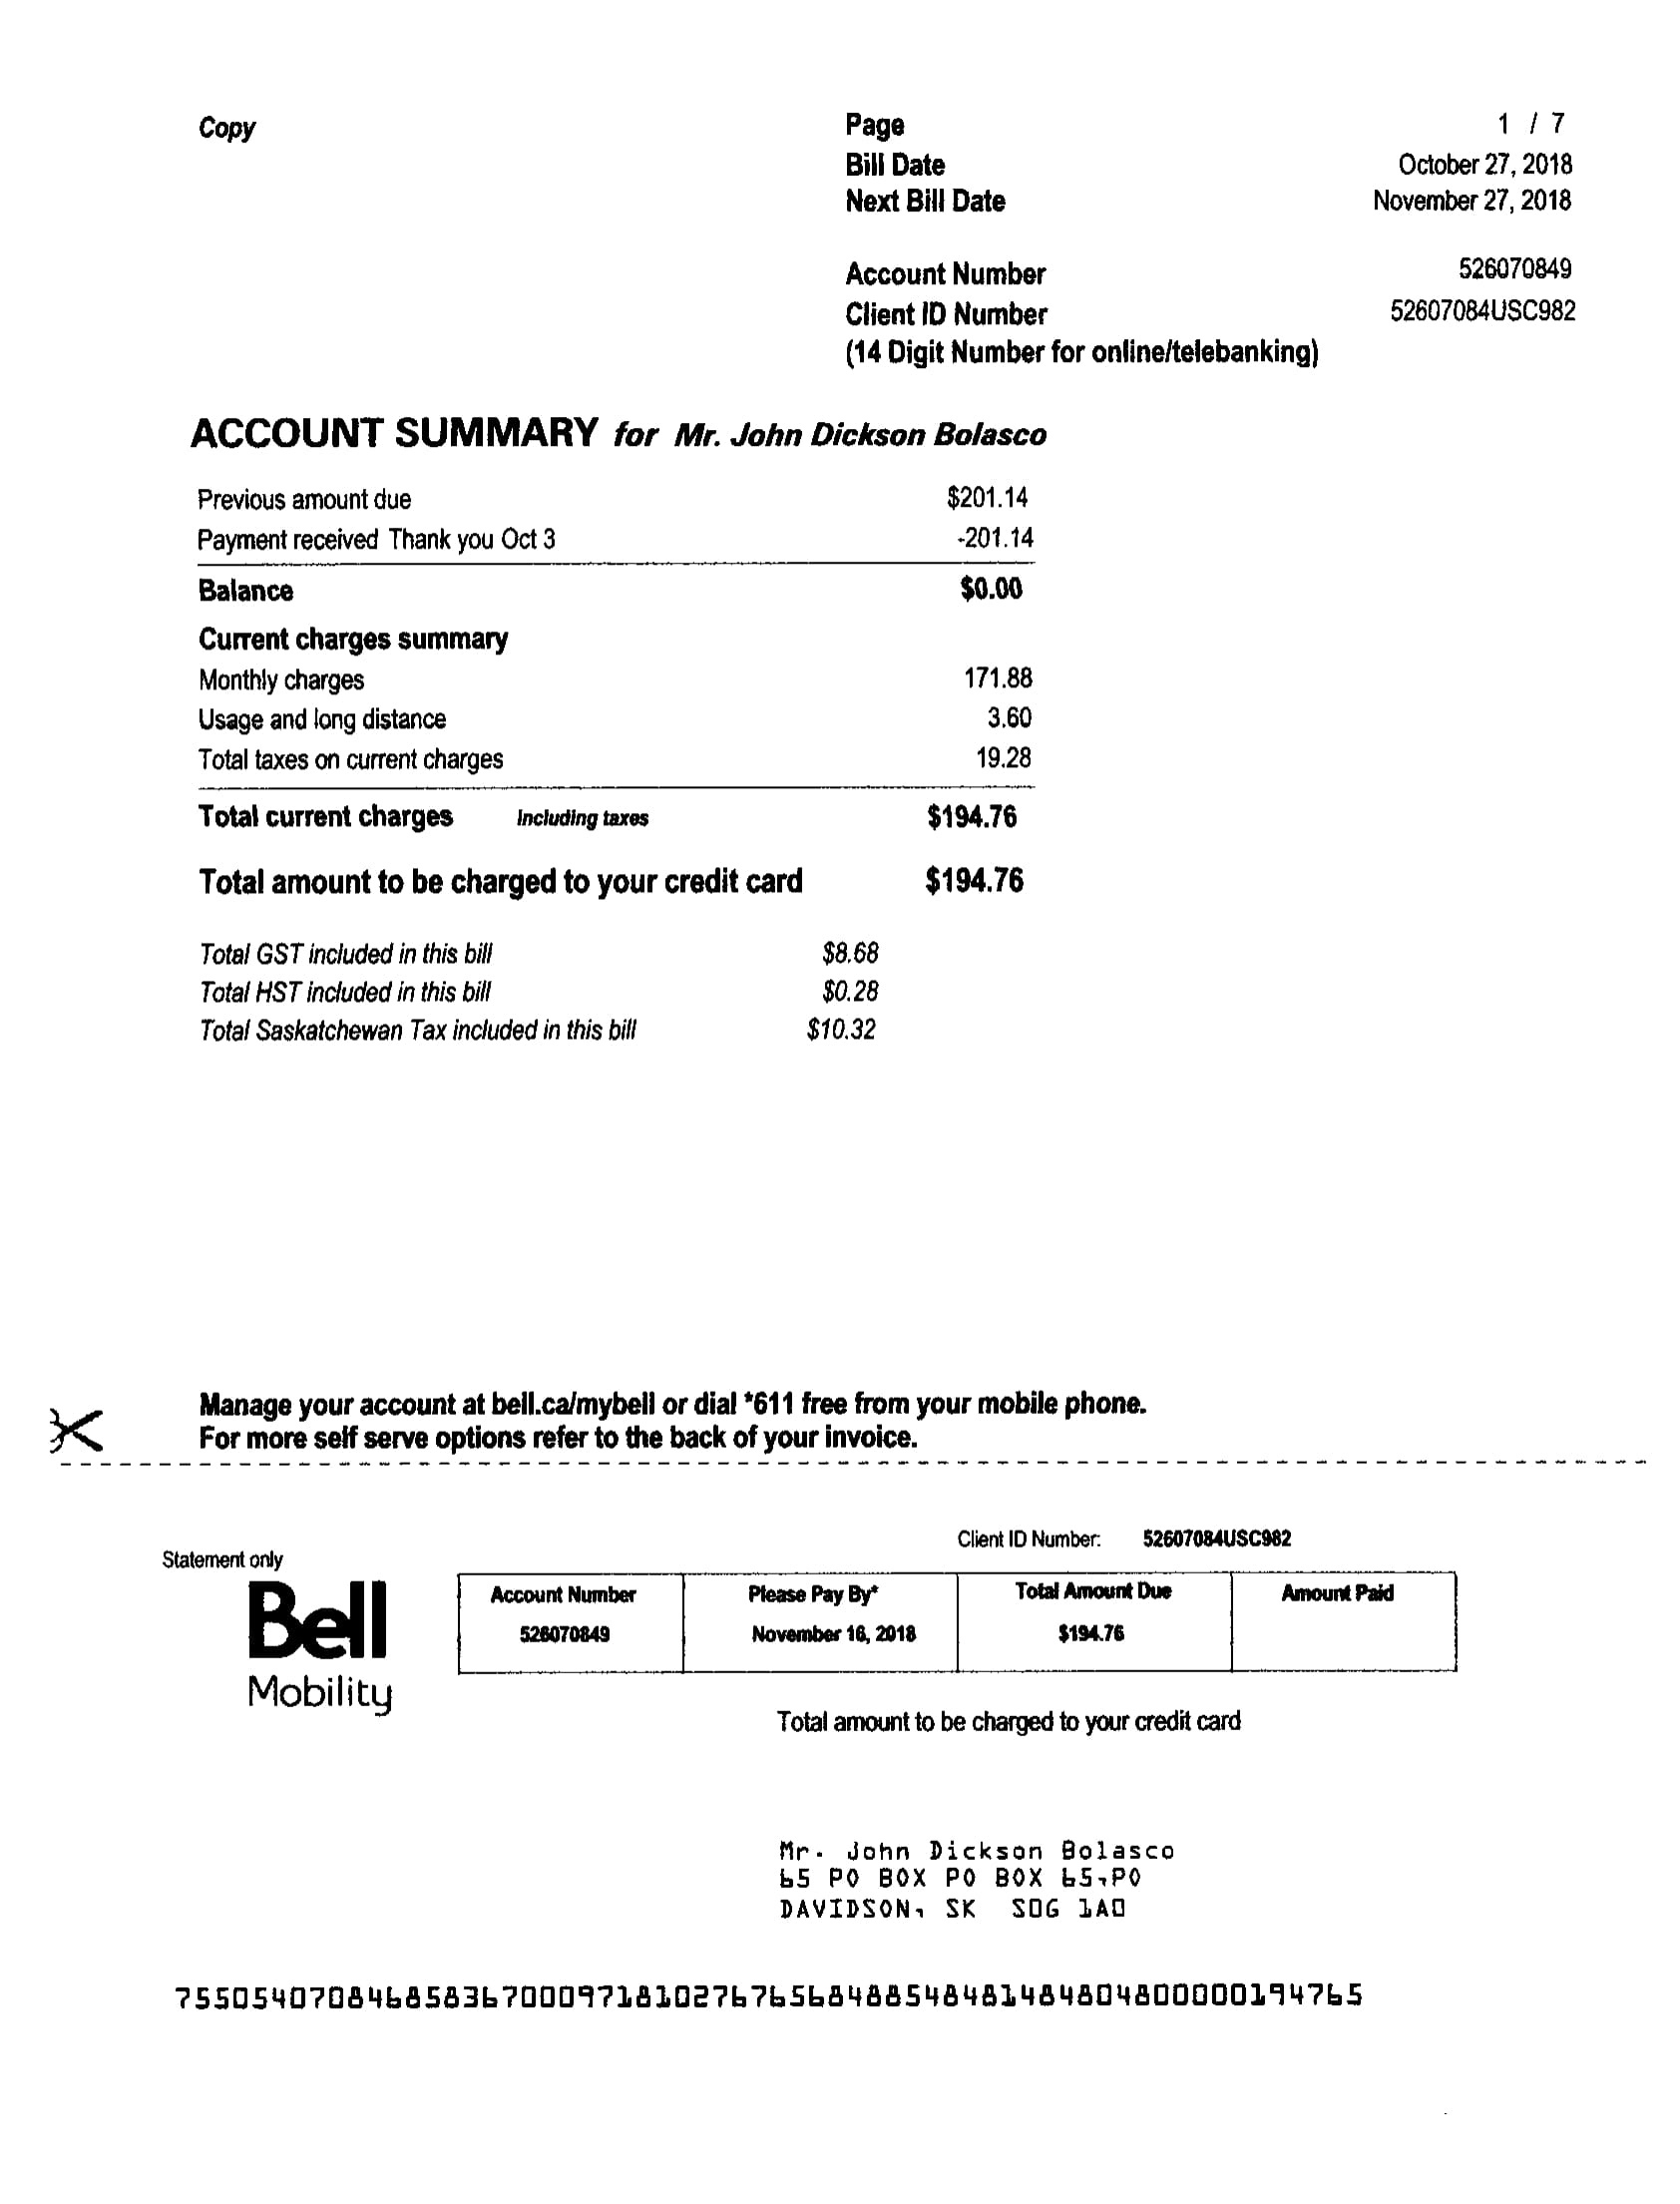 Copy
Page 1 / 7
Bill Date October 27, 2018
Next Bill Date November 27, 2018
Account Number 526070849
Client ID Number 52607084USC982
(14 Digit Number for online/telebanking)
ACCOUNT SUMMARY for Mr. John Dickson Bolasco
Previous amount due $201.14
Payment received Thank you Oct 3 -201.14
Balance $0.00
Current charges summary
Monthly charges 171.88
Usage and long distance 3.60
Total taxes on current charges 19.28
Total current charges Including taxes $194.76
Total amount to be charged to your credit card $194.76
Total GST included in this bill $8.68
Total HST included in this bill $0.28
Total Saskatchewan Tax included in this bill $10.32
Manage your account at bell.ca/mybell or dial *611 free from your mobile phone.
For more self serve options refer to the back of your invoice.
Client ID Number: 52607084USC982
Statement only
Bell
Mobility
Account Number Please Pay By* Total Amount Due Amount Paid
526070849 November 16, 2018 $194.76
Total amount to be charged to your credit card
Mr. John Dickson Bolasco
65 PO BOX PO BOX 65,PO
DAVIDSON, SK S0G 1A0
75505407084685836700097181027676568488548481484804800000194765